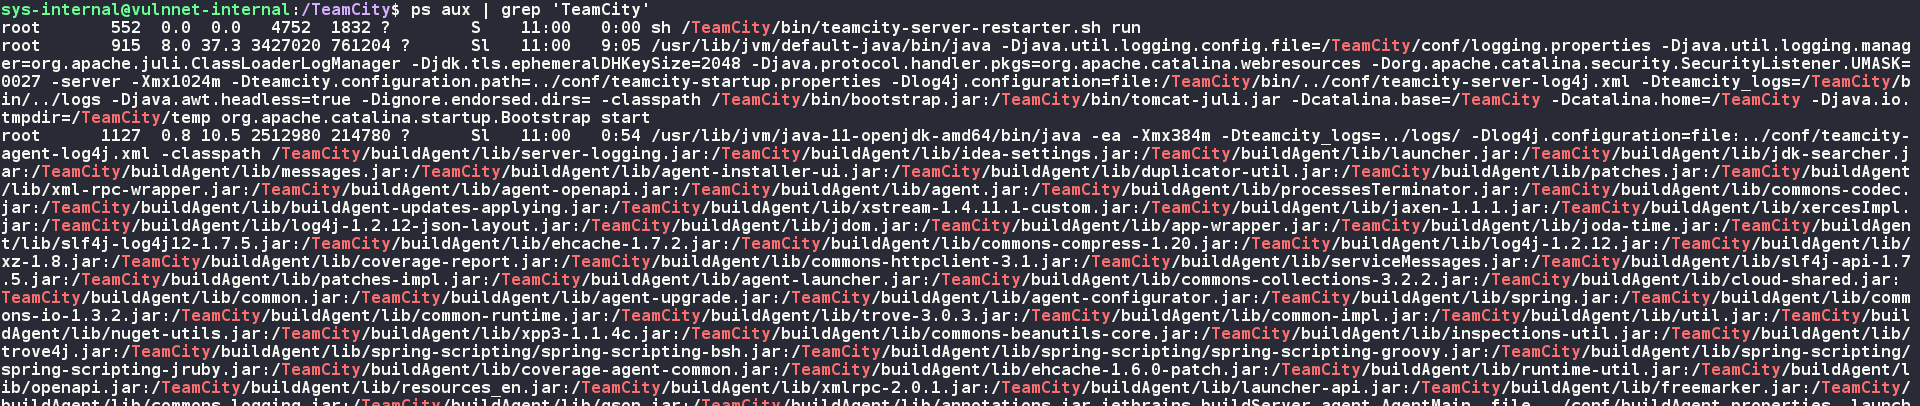 sys-internal@vulnnet-internal:/TeamCity$ ps aux | grep 'TeamCity'
root       552  0.0  0.0   4752  1832 ?        S    11:00   0:00 sh /TeamCity/bin/teamcity-server-restarter.sh run
root       915  8.0 37.3 3427020 761204 ?      Sl   11:00   9:05 /usr/lib/jvm/default-java/bin/java -Djava.util.logging.config.file=/TeamCity/conf/logging.properties -Djava.util.logging.manag
er=org.apache.juli.ClassLoaderLogManager -Djdk.tls.ephemeralDHKeySize=2048 -Djava.protocol.handler.pkgs=org.apache.catalina.webresources -Dorg.apache.catalina.security.SecurityListener.UMASK=
0027 -server -Xmx1024m -Dteamcity.configuration.path=../conf/teamcity-startup.properties -Dlog4j.configuration=file:/TeamCity/bin/../conf/teamcity-server-log4j.xml -Dteamcity_logs=/TeamCity/b
in/../logs -Djava.awt.headless=true -Dignore.endorsed.dirs= -classpath /TeamCity/bin/bootstrap.jar:/TeamCity/bin/tomcat-juli.jar -Dcatalina.base=/TeamCity -Dcatalina.home=/TeamCity -Djava.io.
tmpdir=/TeamCity/temp org.apache.catalina.startup.Bootstrap start
root      1127  0.8 10.5 2512980 214780 ?      Sl   11:00   0:54 /usr/lib/jvm/java-11-openjdk-amd64/bin/java -ea -Xmx384m -Dteamcity_logs=../logs/ -Dlog4j.configuration=file:../conf/teamcity-
agent-log4j.xml -classpath /TeamCity/buildAgent/lib/server-logging.jar:/TeamCity/buildAgent/lib/idea-settings.jar:/TeamCity/buildAgent/lib/launcher.jar:/TeamCity/buildAgent/lib/jdk-searcher.j
ar:/TeamCity/buildAgent/lib/messages.jar:/TeamCity/buildAgent/lib/agent-installer-ui.jar:/TeamCity/buildAgent/lib/duplicator-util.jar:/TeamCity/buildAgent/lib/patches.jar:/TeamCity/buildAgent
/lib/xml-rpc-wrapper.jar:/TeamCity/buildAgent/lib/agent-openapi.jar:/TeamCity/buildAgent/lib/agent.jar:/TeamCity/buildAgent/lib/processesTerminator.jar:/TeamCity/buildAgent/lib/commons-codec.
jar:/TeamCity/buildAgent/lib/buildAgent-updates-applying.jar:/TeamCity/buildAgent/lib/xstream-1.4.11.1-custom.jar:/TeamCity/buildAgent/lib/jaxen-1.1.1.jar:/TeamCity/buildAgent/lib/xercesImpl.
jar:/TeamCity/buildAgent/lib/log4j-1.2.12-json-layout.jar:/TeamCity/buildAgent/lib/jdom.jar:/TeamCity/buildAgent/lib/app-wrapper.jar:/TeamCity/buildAgent/lib/joda-time.jar:/TeamCity/buildAgen
t/lib/slf4j-log4j12-1.7.5.jar:/TeamCity/buildAgent/lib/ehcache-1.7.2.jar:/TeamCity/buildAgent/lib/commons-compress-1.20.jar:/TeamCity/buildAgent/lib/log4j-1.2.12.jar:/TeamCity/buildAgent/lib/
xz-1.8.jar:/TeamCity/buildAgent/lib/coverage-report.jar:/TeamCity/buildAgent/lib/commons-httpclient-3.1.jar:/TeamCity/buildAgent/lib/serviceMessages.jar:/TeamCity/buildAgent/lib/slf4j-api-1.7
.5.jar:/TeamCity/buildAgent/lib/patches-impl.jar:/TeamCity/buildAgent/lib/agent-launcher.jar:/TeamCity/buildAgent/lib/commons-collections-3.2.2.jar:/TeamCity/buildAgent/lib/cloud-shared.jar:
TeamCity/buildAgent/lib/common.jar:/TeamCity/buildAgent/lib/agent-upgrade.jar:/TeamCity/buildAgent/lib/agent-configurator.jar:/TeamCity/buildAgent/lib/spring.jar:/TeamCity/buildAgent/lib/comm
ons-io-1.3.2.jar:/TeamCity/buildAgent/lib/common-runtime.jar:/TeamCity/buildAgent/lib/trove-3.0.3.jar:/TeamCity/buildAgent/lib/common-impl.jar:/TeamCity/buildAgent/lib/util.jar:/TeamCity/buil
dAgent/lib/nuget-utils.jar:/TeamCity/buildAgent/lib/xpp3-1.1.4c.jar:/TeamCity/buildAgent/lib/commons-beanutils-core.jar:/TeamCity/buildAgent/lib/inspections-util.jar:/TeamCity/buildAgent/lib/
trove4j.jar:/TeamCity/buildAgent/lib/spring-scripting/spring-scripting-bsh.jar:/TeamCity/buildAgent/lib/spring-scripting/spring-scripting-groovy.jar:/TeamCity/buildAgent/lib/spring-scripting/
spring-scripting-jruby.jar:/TeamCity/buildAgent/lib/coverage-agent-common.jar:/TeamCity/buildAgent/lib/ehcache-1.6.0-patch.jar:/TeamCity/buildAgent/lib/runtime-util.jar:/TeamCity/buildAgent/l
ib/openapi.jar:/TeamCity/buildAgent/lib/resources_en.jar:/TeamCity/buildAgent/lib/xmlrpc-2.0.1.jar:/TeamCity/buildAgent/lib/launcher-api.jar:/TeamCity/buildAgent/lib/freemarker.jar:/TeamCity/